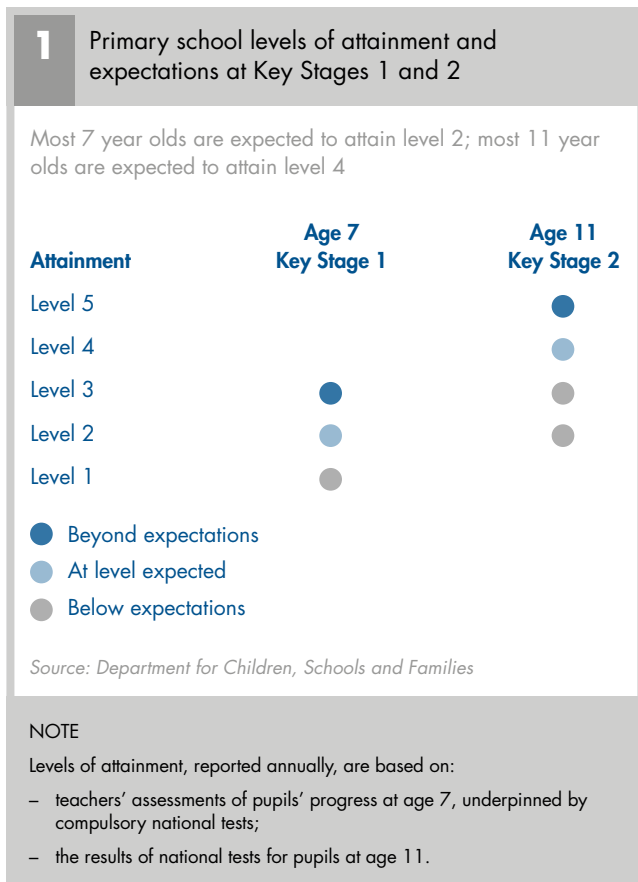 1
Primary school levels of attainment and
expectations at Key Stages 1 and 2
Most 7 year olds are expected to attain level 2; most 11 year
olds are expected to attain level 4
Age 7 Age 11
Attainment Key Stage 1 Key Stage 2
Level 5
Level 4
Level 3
Level 2
Level 1
Beyond expectations
At level expected
Below expectations
Source: Department for Children, Schools and Families
NOTE
Levels of attainment, reported annually, are based on:
– teachers’ assessments of pupils’ progress at age 7, underpinned by
compulsory national tests;
– the results of national tests for pupils at age 11.